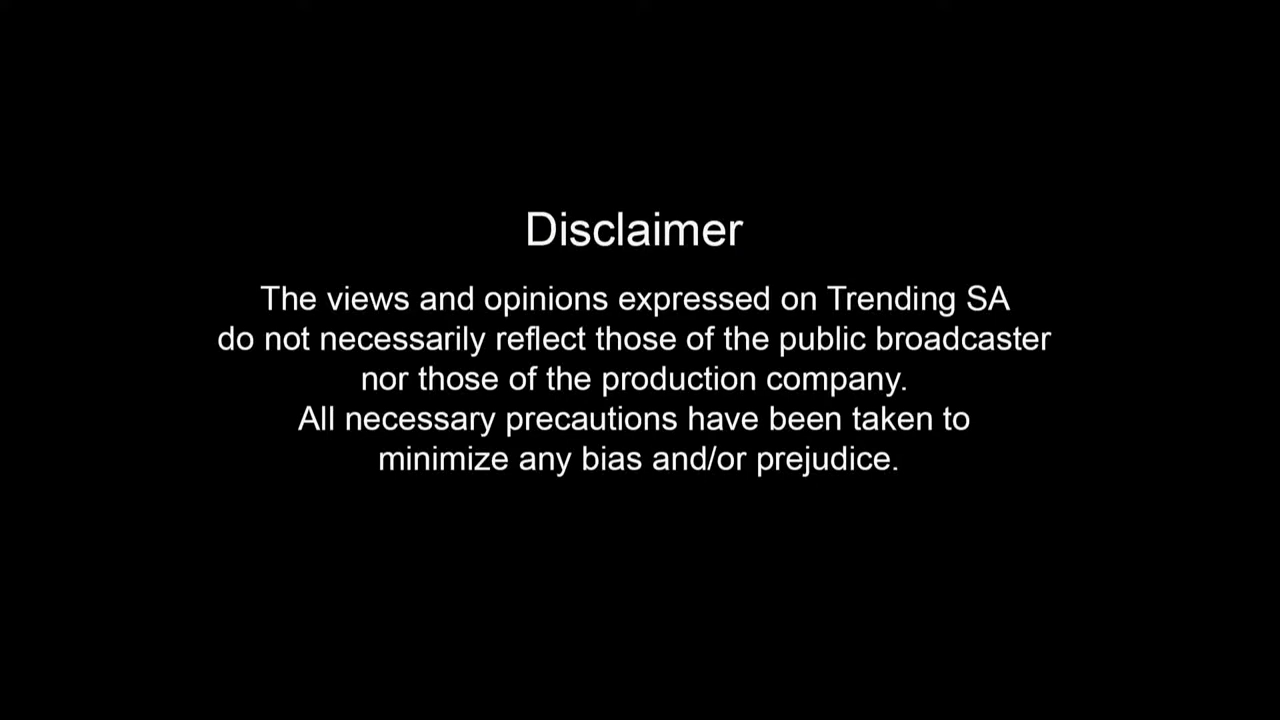 Disclaimer
The views and opinions expressed on Trending SA
do not necessarily reflect those of the public broadcaster
nor those of the production company.
All necessary precautions have been taken to
minimize any bias and/or prejudice.